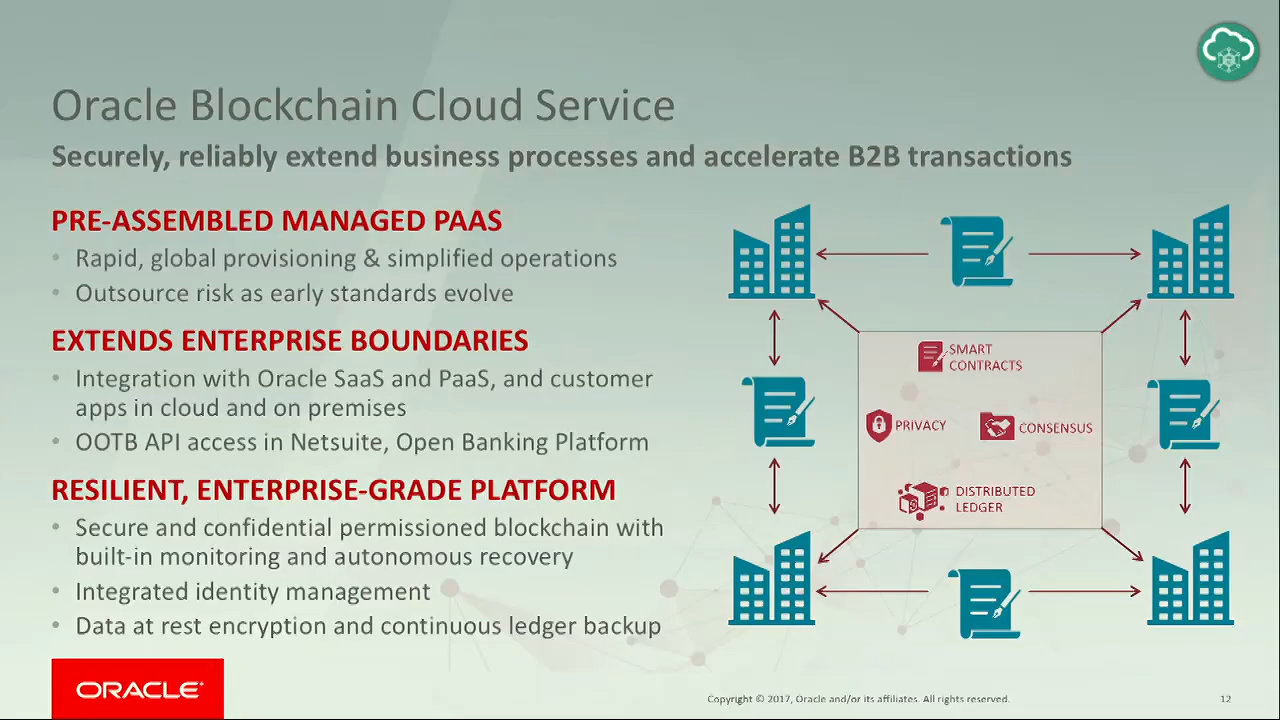 Oracle Blockchain Cloud Service
Securely, reliably extend business processes and accelerate B2B transactions
PRE-ASSEMBLED MANAGED PAAS
• Rapid, global provisioning & simplified operations
• Outsource risk as early standards evolve
EXTENDS ENTERPRISE BOUNDARIES
• Integration with Oracle SaaS and PaaS, and customer
apps in cloud and on premises
• OOTB API access in Netsuite, Open Banking Platform
RESILIENT, ENTERPRISE-GRADE PLATFORM
• Secure and confidential permissioned blockchain with
built-in monitoring and autonomous recovery
• Integrated identity management
• Data at rest encryption and continuous ledger backup
SMART
CONTRACTS
PRIVACY
CONSENSUS
DISTRIBUTED
LEDGER
ORACLE®
Copyright © 2017, Oracle and/or its affiliates. All rights reserved.
12